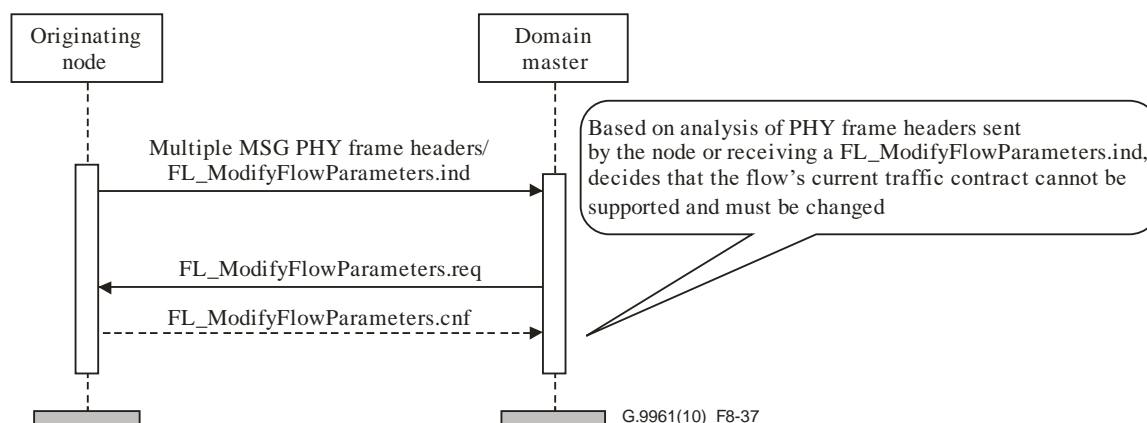 Originating
node
Domain
master
Based on analysis of PHY frame headers sent
by the node or receiving a FL_ModifyFlowParameters.ind,
decides that the flow's current traffic contract cannot be
supported and must be changed
Multiple MSG PHY frame headers/
FL_ModifyFlowParameters.ind
FL_ModifyFlowParameters.req
FL_ModifyFlowParameters.cnf
G.9961(10)_F8-37